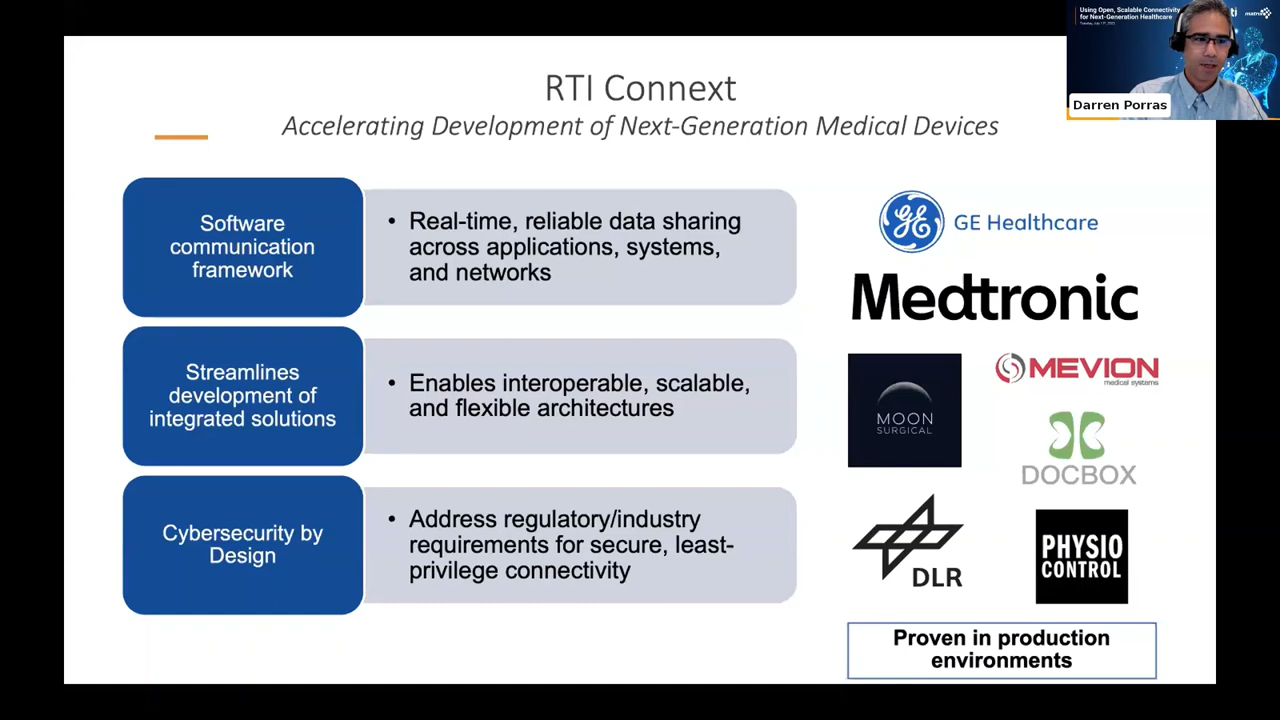 RTI Connext
Accelerating Development of Next-Generation Medical Devices
Software
communication
framework
• Real-time, reliable data sharing
across applications, systems,
and networks
Streamlines
development of
integrated solutions
• Enables interoperable, scalable,
and flexible architectures
Cybersecurity by
Design
• Address regulatory/industry
requirements for secure, least-
privilege connectivity
GE Healthcare
Medtronic
MOON
SURGICAL
MEVION
medical systems
DOCBOX
DLR
PHYSIO
CONTROL
Proven in production
environments
Using Open, Scalable Connectivity
for Next-Generation Healthcare
Darren Porras